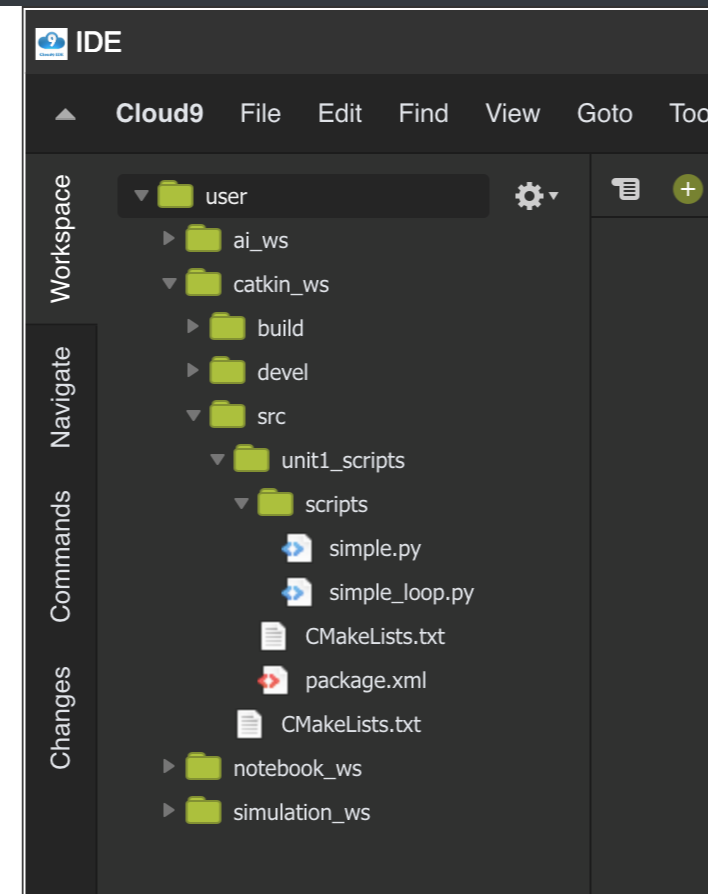 IDE
Cloud9 File Edit Find View Goto
Workspace
Navigate
Commands
Changes
user
ai_ws
catkin_ws
build
devel
src
unit1_scripts
scripts
simple.py
simple_loop.py
CMakeLists.txt
package.xml
CMakeLists.txt
notebook_ws
simulation_ws